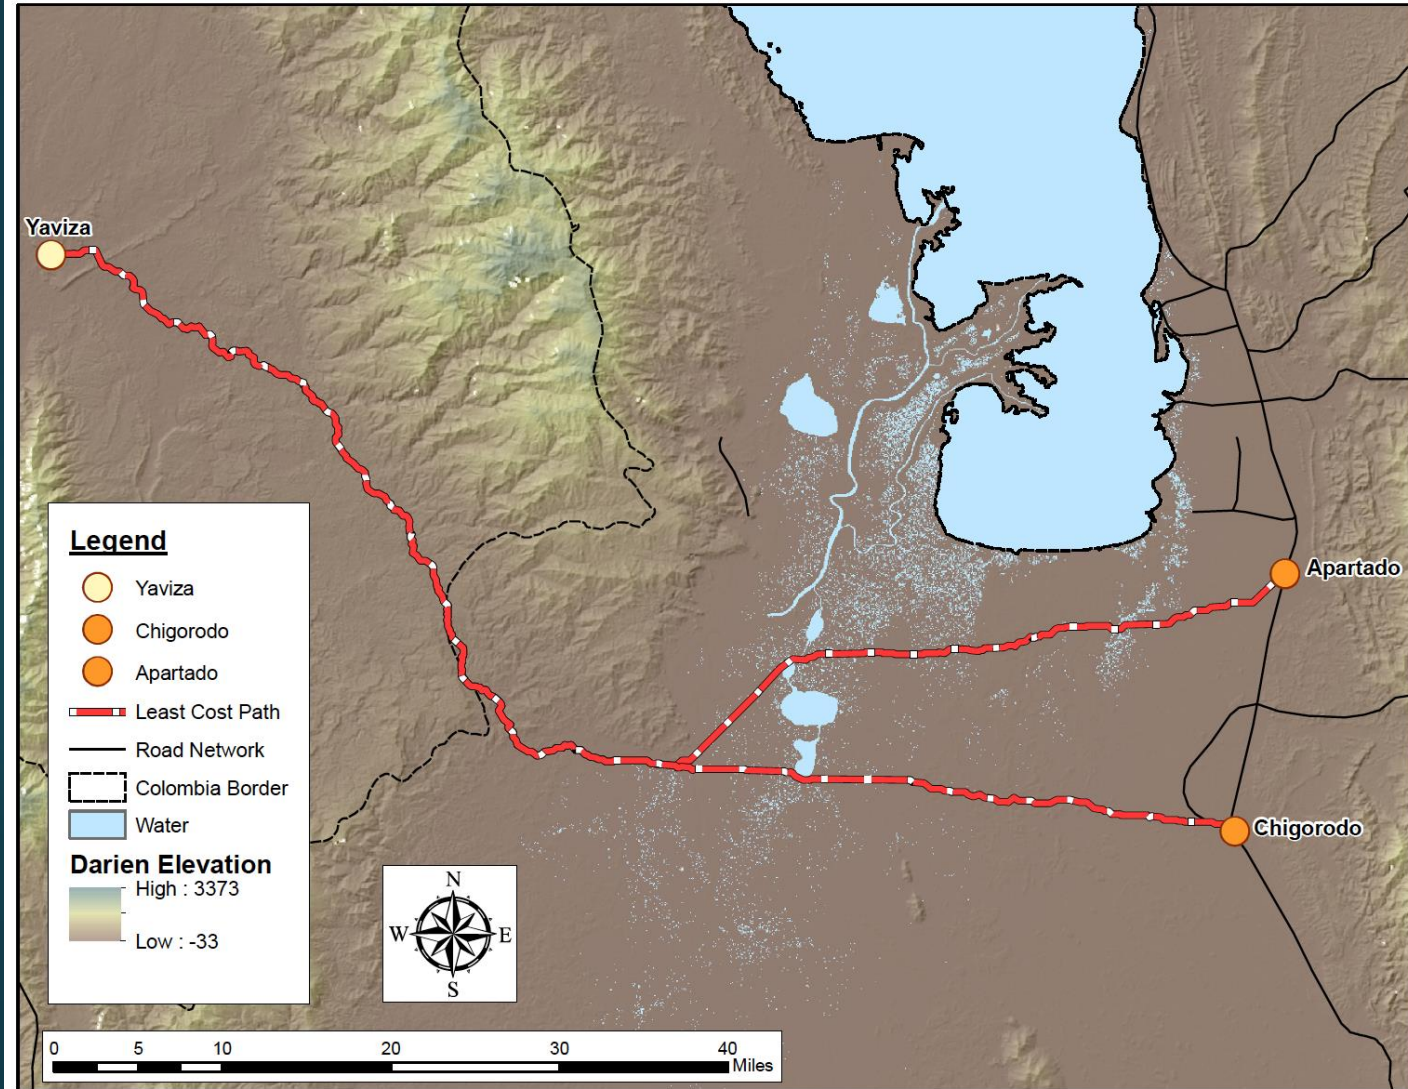 Yaviza
Apartado
Chigorodo
Legend
Yaviza
Chigorodo
Apartado
Least Cost Path
Road Network
Colombia Border
Water
Darien Elevation
High : 3373
Low : -33
N
W E
S
0 5 10 20 30 40
Miles